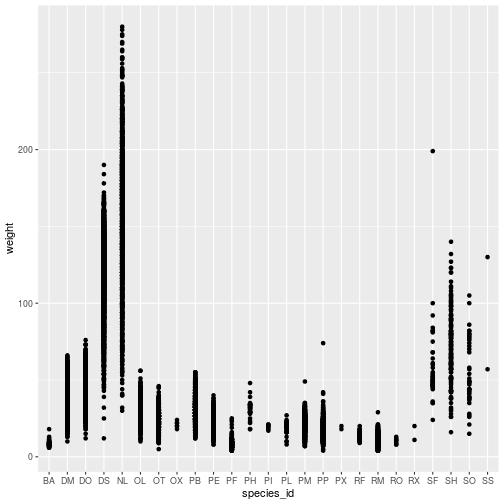 weight
200
100
0
BA DM DO DS NL OL OT OX PB PE PF PH PI PL PM PP PX RF RM RO RX SF SH SO SS
species_id